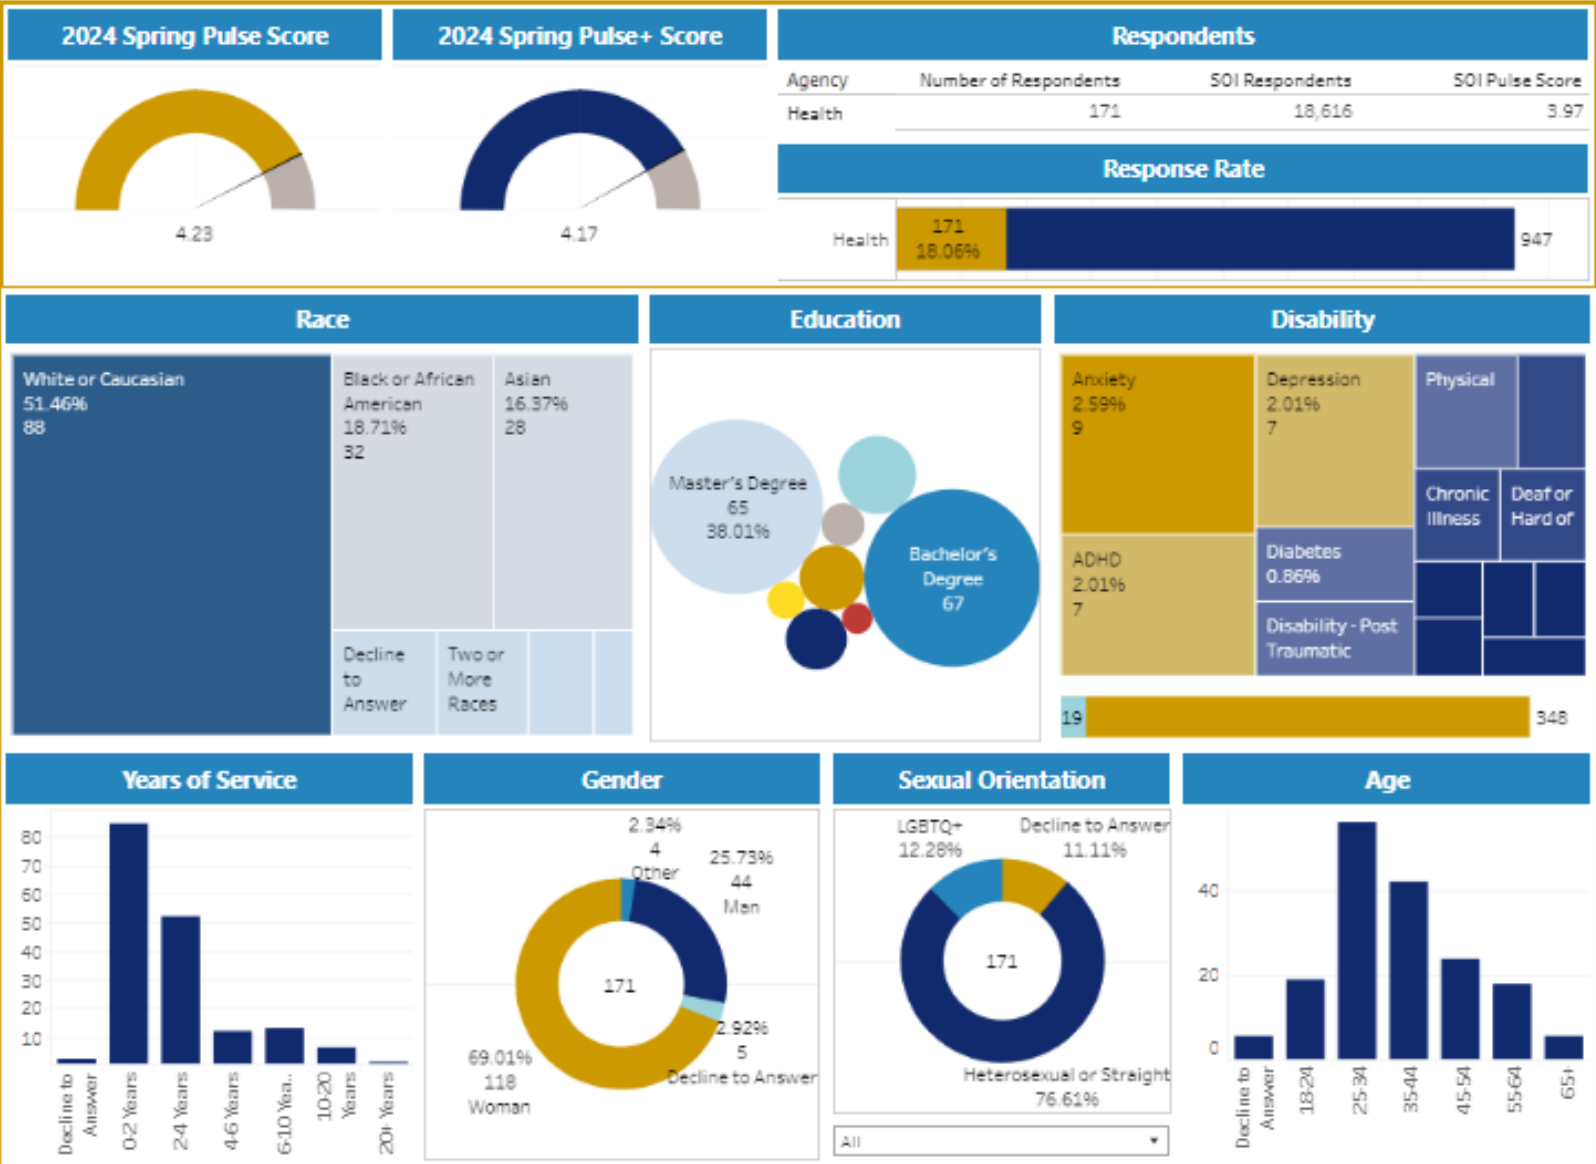 2024 Spring Pulse Score
4.23
2024 Spring Pulse+ Score
4.17
Respondents
Agency Number of Respondents SOI Respondents SOI Pulse Score
Health 171 18,616 3.97
Response Rate
Health
171
18.06%
947
Race
White or Caucasian
51.46%
88
Black or African
American
18.71%
32
Asian
16.37%
28
Decline
to
Answer
Two or
More
Races
Education
Master's Degree
65
38.01%
Bachelor's
Degree
67
Disability
Anxiety
2.59%
9
Depression
2.01%
7
Physical
ADHD
2.01%
7
Diabetes
0.86%
Disability - Post
Traumatic
Chronic
Illness
Deaf or
Hard of
19
348
Years of Service
80
70
60
50
40
30
20
10
Decline to
Answer
0-2 Years
2-4 Years
4-6 Years
6-10 Yea..
10-20
Years
20+ Years
Gender
2.34%
4
Other
25.73%
44
Man
171
2.92%
5
Decline to Answer
69.01%
118
Woman
Sexual Orientation
LGBTQ+
12.28%
Decline to Answer
11.11%
171
Heterosexual or Straight
76.61%
All
Age
40
20
0
Decline to
Answer
18-24
25-34
35-44
45-54
55-64
65+